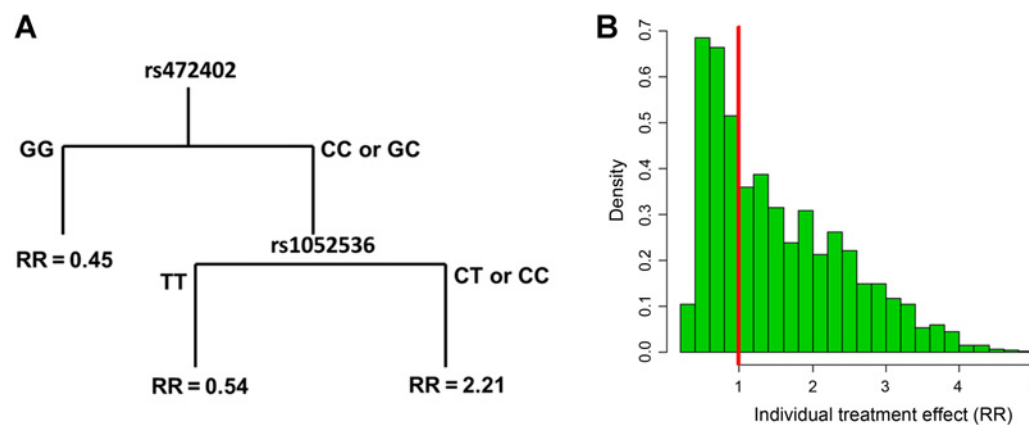 A
rs472402
GG
CC or GC
RR = 0.45
rs1052536
TT
CT or CC
RR = 0.54
RR = 2.21
B
0.7
0.6
0.5
0.4
0.3
0.2
0.1
0.0
Density
1 2 3 4
Individual treatment effect (RR)